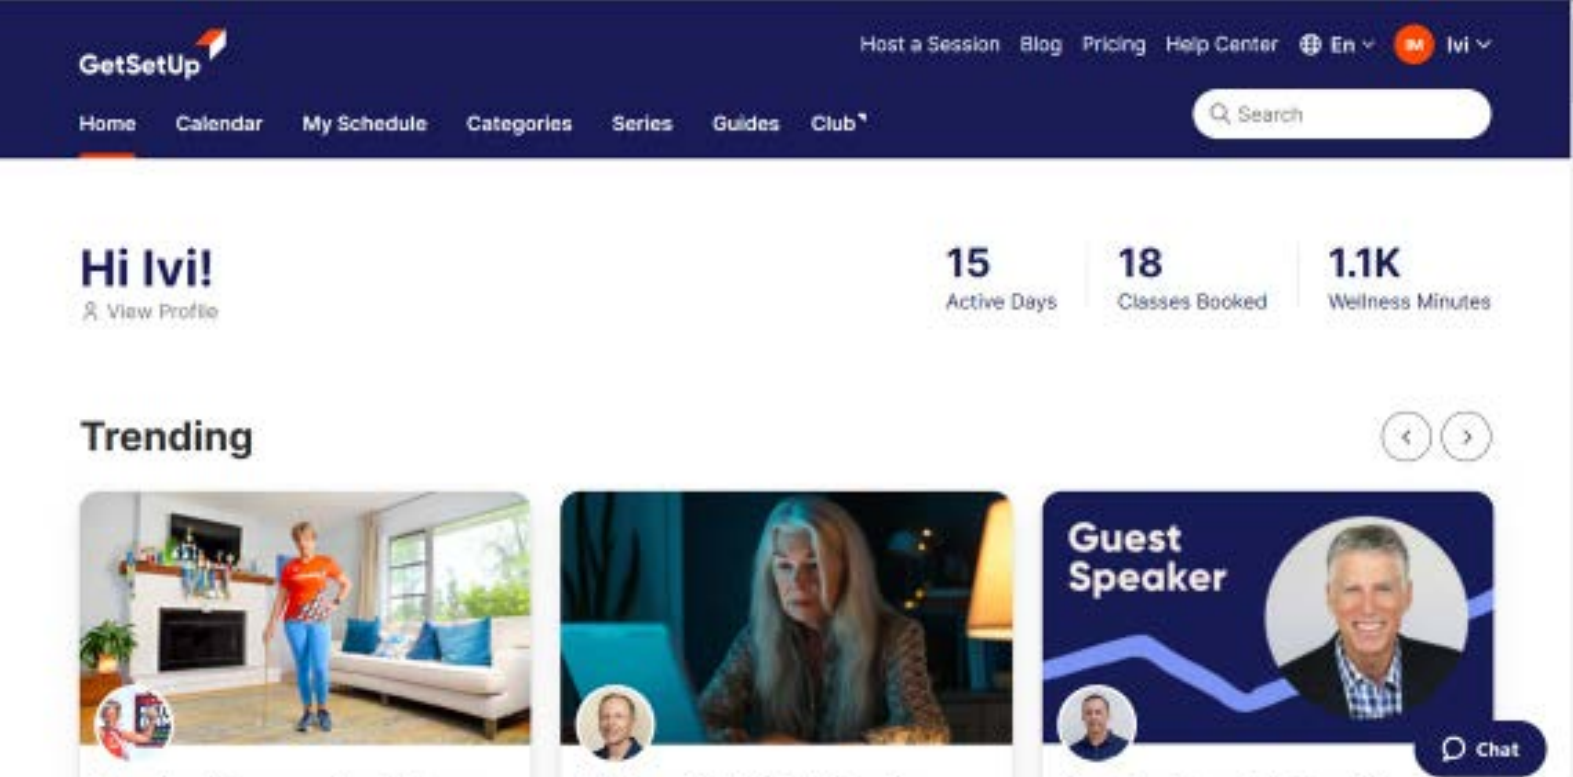 Host a Session Blog Pricing Help Center En IM Ivi
GetSetUp
Home Calendar My Schedule Categories Series Guides Club
Search
Hi Ivi!
View Profile
15
Active Days
18
Classes Booked
1.1K
Wellness Minutes
Trending
Guest
Speaker
Chat